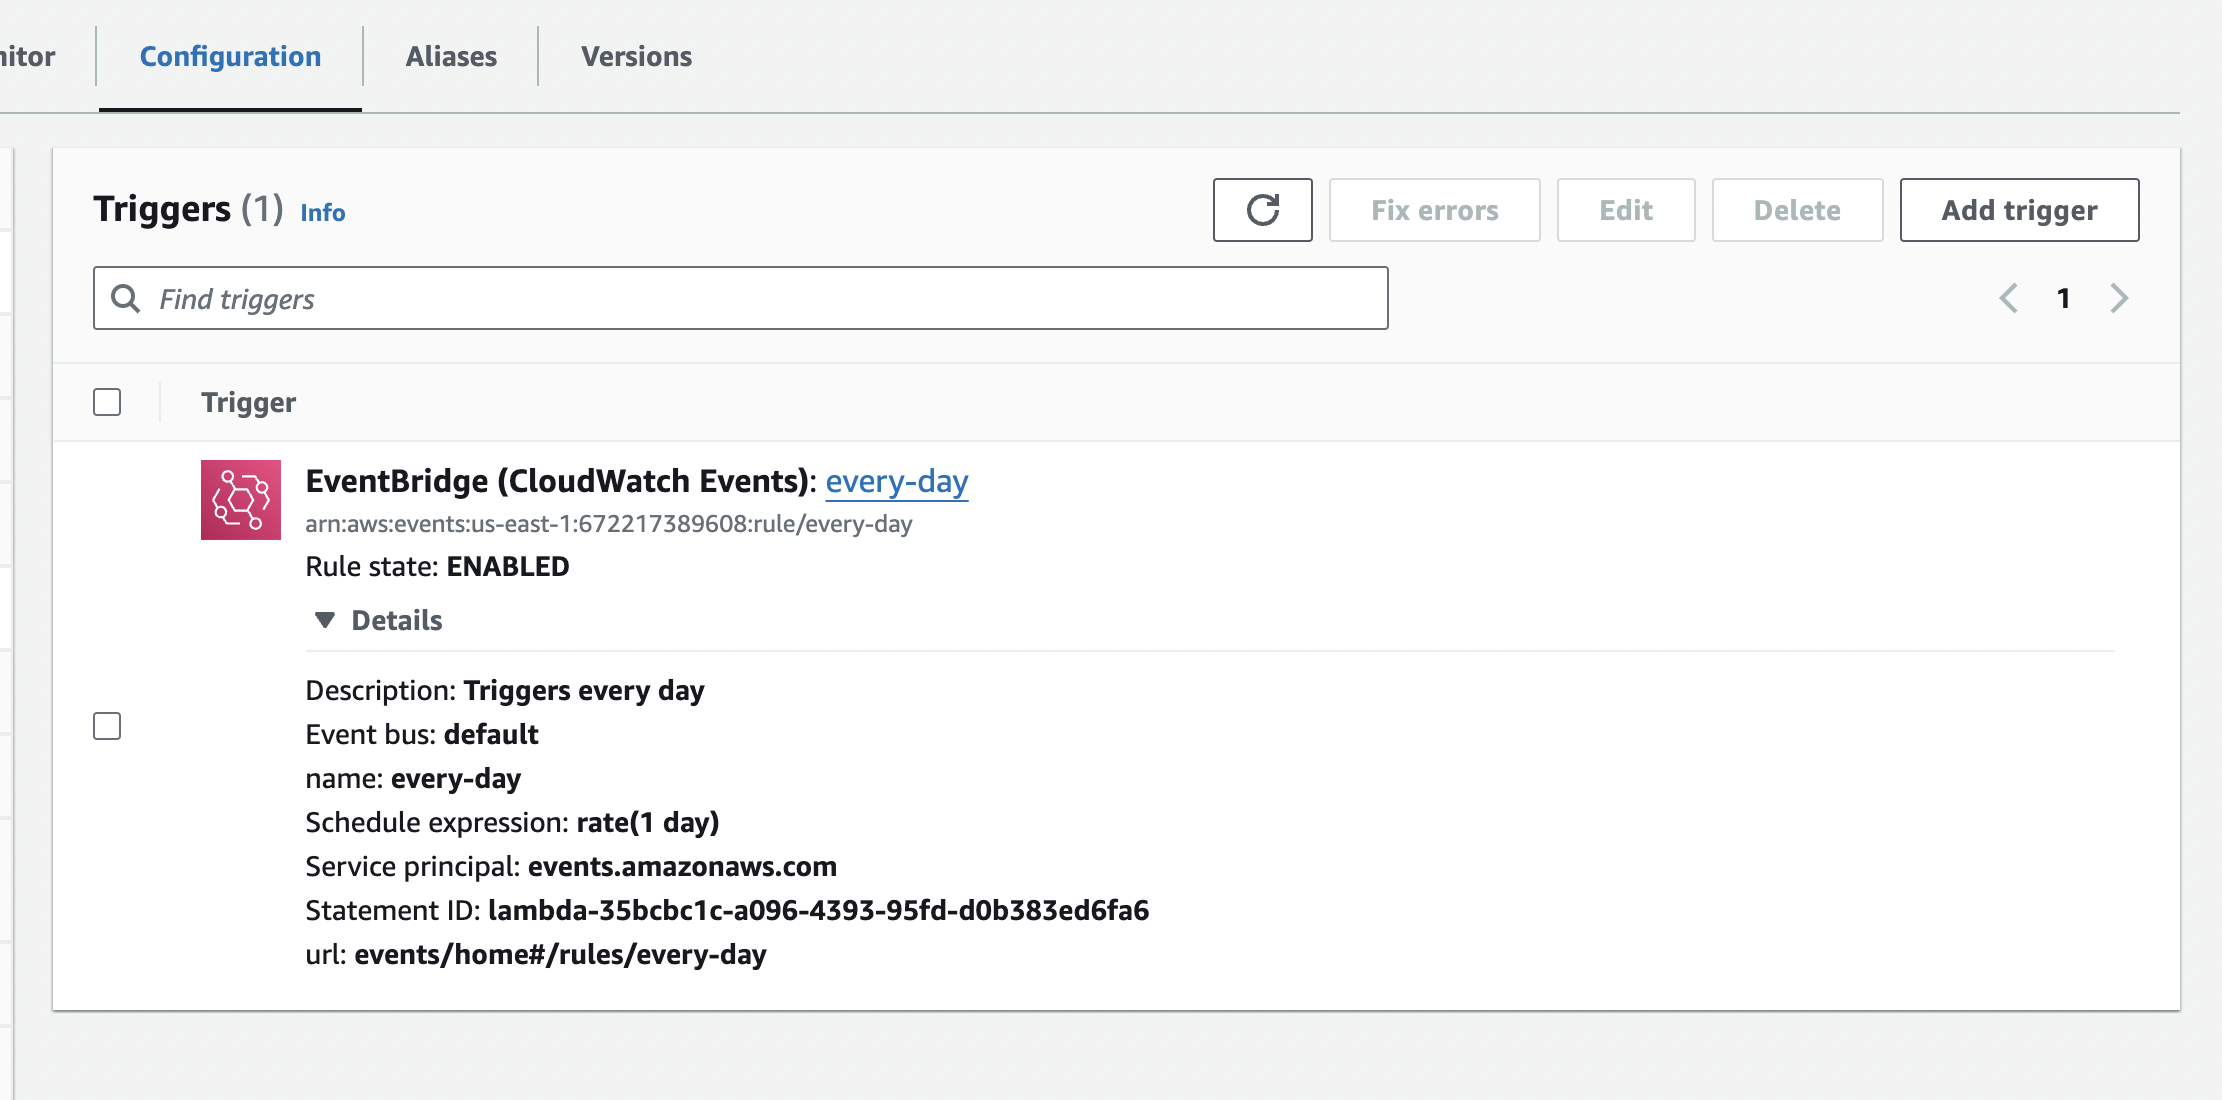 nitor
Configuration
Aliases
Versions
Triggers (1) Info
Fix errors
Edit
Delete
Add trigger
Find triggers
1
Trigger
EventBridge (CloudWatch Events): every-day
arn:aws:events:us-east-1:672217389608:rule/every-day
Rule state: ENABLED
Details
Description: Triggers every day
Event bus: default
name: every-day
Schedule expression: rate(1 day)
Service principal: events.amazonaws.com
Statement ID: lambda-35bcbc1c-a096-4393-95fd-d0b383ed6fa6
url: events/home#/rules/every-day